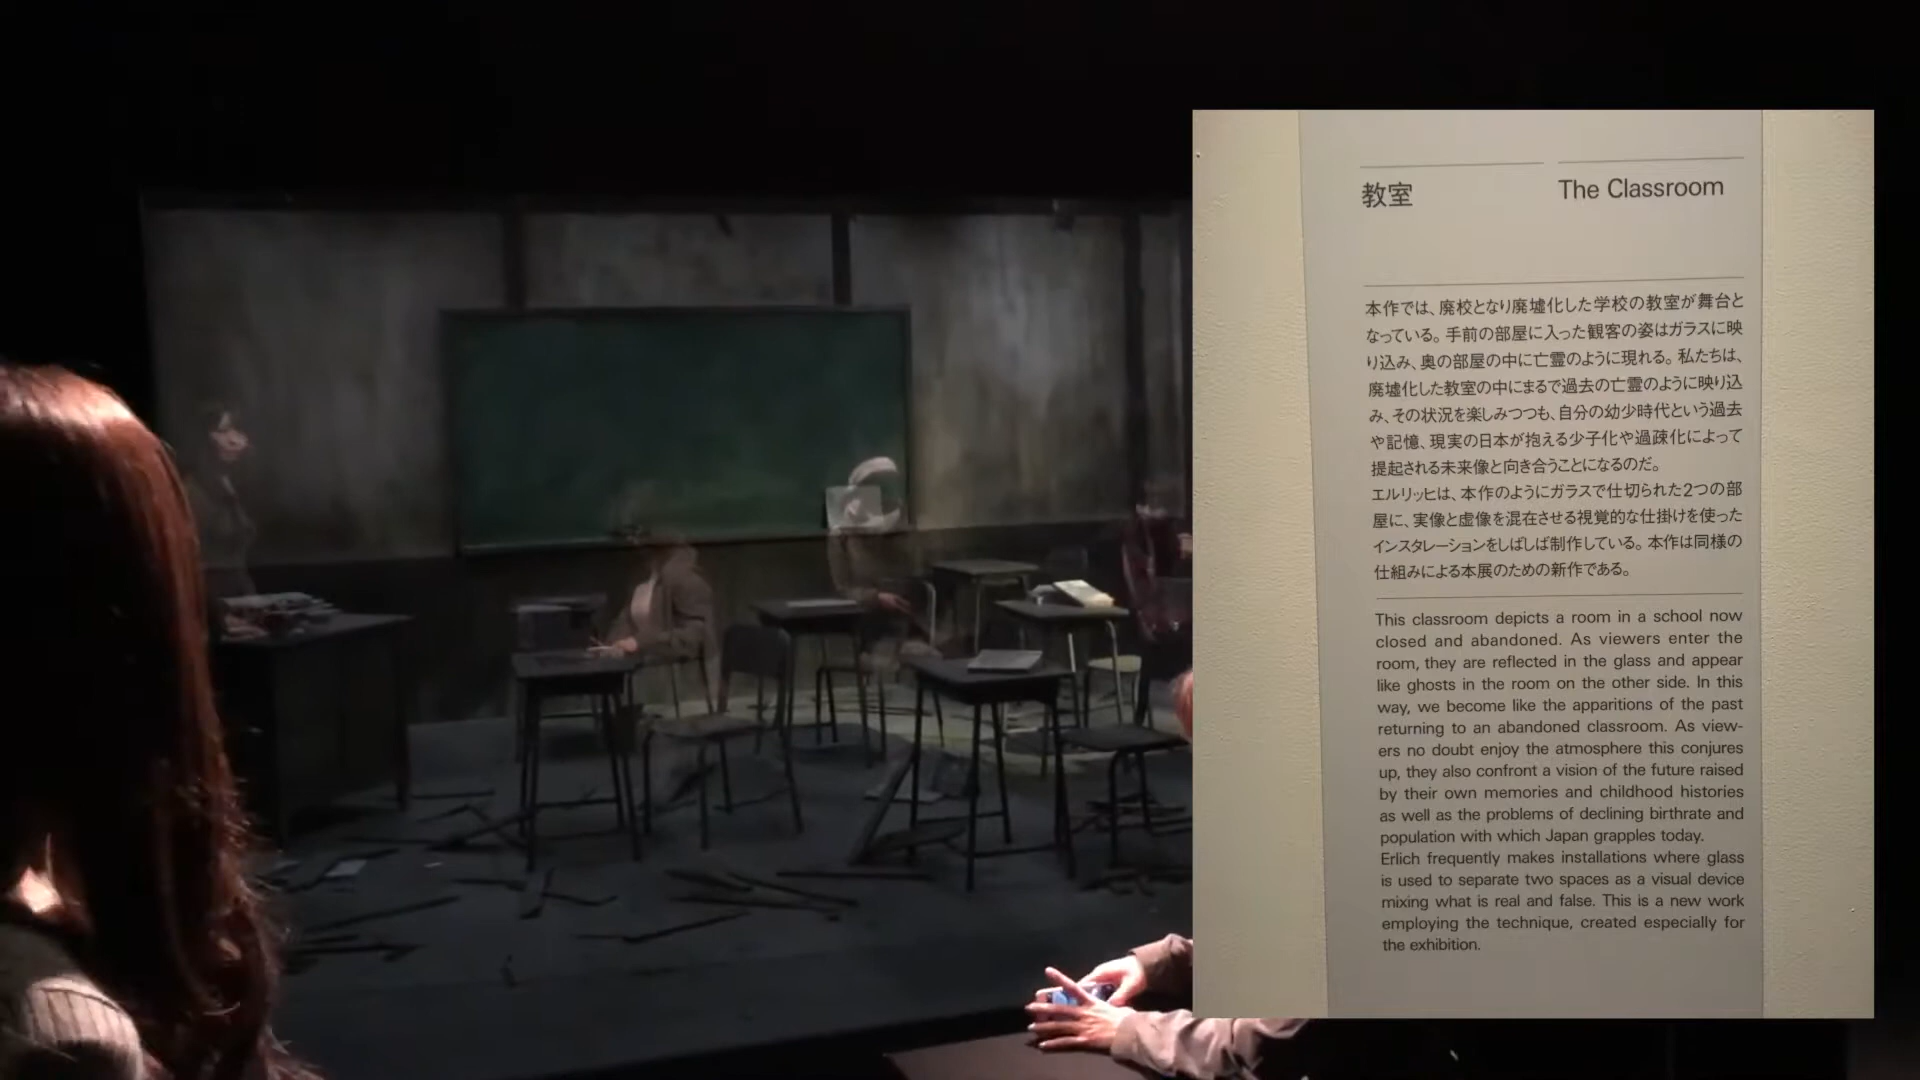 教室
The Classroom
本作では、廃校となり廃墟化した学校の教室が舞台と
なっている。手前の部屋に入った観客の姿はガラスに映
り込み、奥の部屋の中に亡霊のように現れる。私たちは、
廃墟化した教室の中にまるで過去の亡霊のように映り込
み、その状況を楽しみつつも、自分の幼少時代という過去
や記憶、現実の日本が抱える少子化や過疎化によって
提起される未来像と向き合うことになるのだ。
エルリッヒは、本作のようにガラスで仕切られた2つの部
屋に、実像と虚像を混在させる視覚的な仕掛けを使った
インスタレーションをしばしば制作している。本作は同様の
仕組みによる本展のための新作である。
This classroom depicts a room in a school now
closed and abandoned. As viewers enter the
room, they are reflected in the glass and appear
like ghosts in the room on the other side. In this
way, we become like the apparitions of the past
returning to an abandoned classroom. As view-
ers no doubt enjoy the atmosphere this conjures
up, they also confront a vision of the future raised
by their own memories and childhood histories
as well as the problems of declining birthrate and
population with which Japan grapples today.
Erlich frequently makes installations where glass
is used to separate two spaces as a visual device
mixing what is real and false. This is a new work
employing the technique, created especially for
the exhibition.